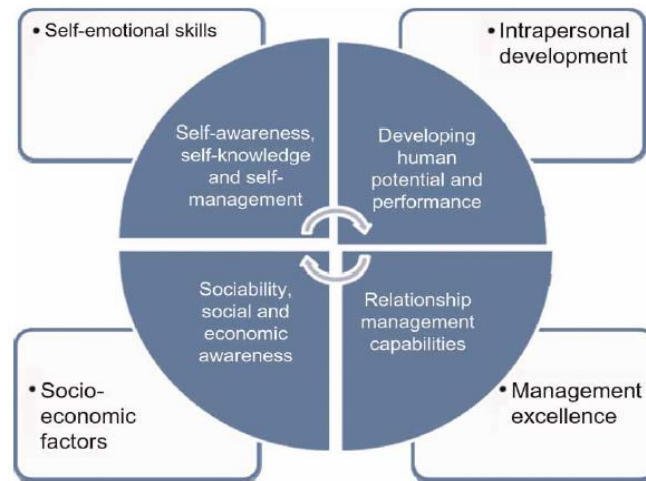 • Self-emotional skills
• Intrapersonal
development
Self-awareness,
self-knowledge
and self-
management
Developing
human
potential and
performance
Sociability,
social and
economic
awareness
Relationship
management
capabilities
• Socio-
economic
factors
• Management
excellence